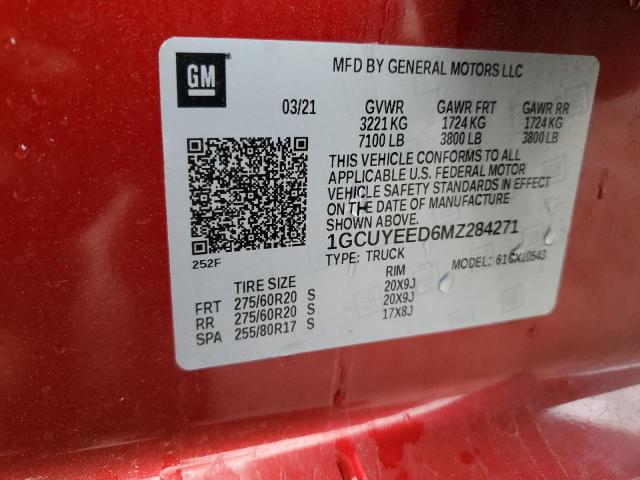 GM
MFD BY GENERAL MOTORS LLC
03/21 GVWR GAWR FRT GAWR RR
3221 KG 1724 KG 1724 KG
7100 LB 3800 LB 3800 LB
THIS VEHICLE CONFORMS TO ALL
APPLICABLE U.S. FEDERAL MOTOR
VEHICLE SAFETY STANDARDS IN EFFECT
ON THE DATE OF MANUFACTURE
SHOWN ABOVE.
1GCUYEED6MZ284271
252F
TYPE: TRUCK MODEL: 61CK10543
TIRE SIZE RIM
FRT 275/60R20 S 20X9J
RR 275/60R20 S 20X9J
SPA 255/80R17 S 17X8J